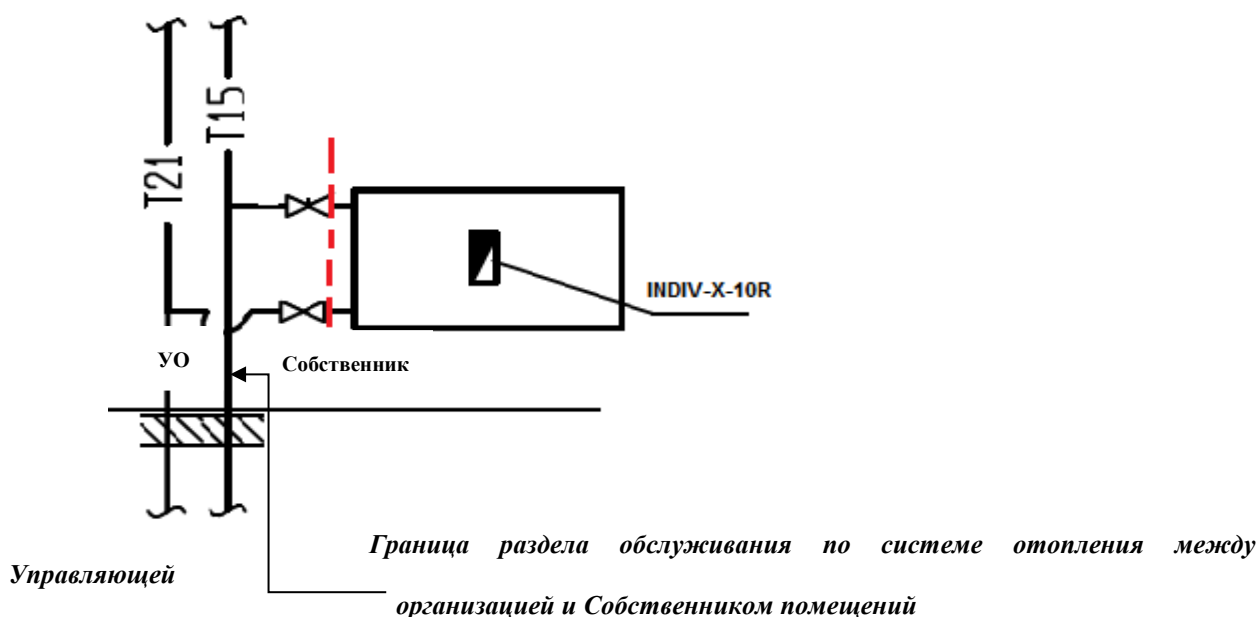 T15
T21
INDIV-X-10R
УО Собственник
Граница раздела обслуживания по системе отопления между
Управляющей
организацией и Собственником помещений